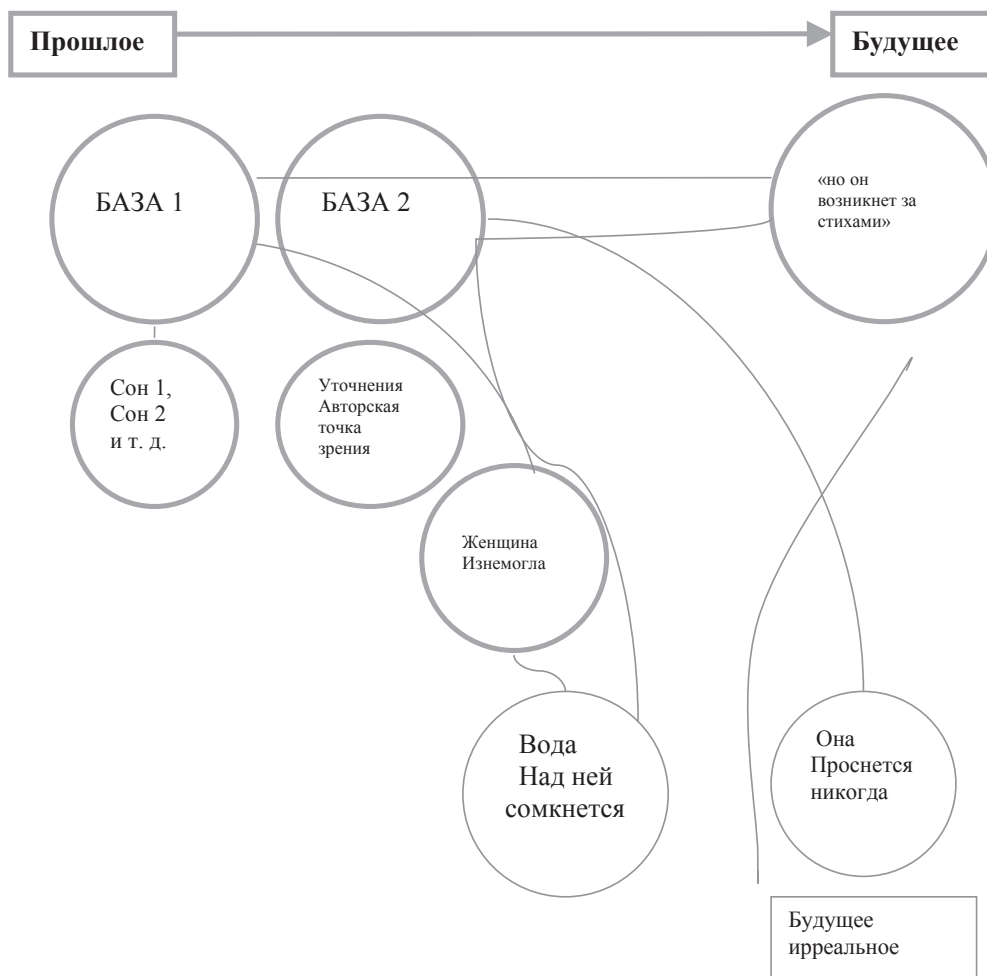 Прошлое
Будущее
БАЗА 1
БАЗА 2
«но он
возникнет за
стихами»
Сон 1,
Сон 2
и т. д.
Уточнения
Авторская
точка
зрения
Женщина
Изнемогла
Вода
Над ней
сомкнется
Она
Проснется
никогда
Будущее
ирреальное